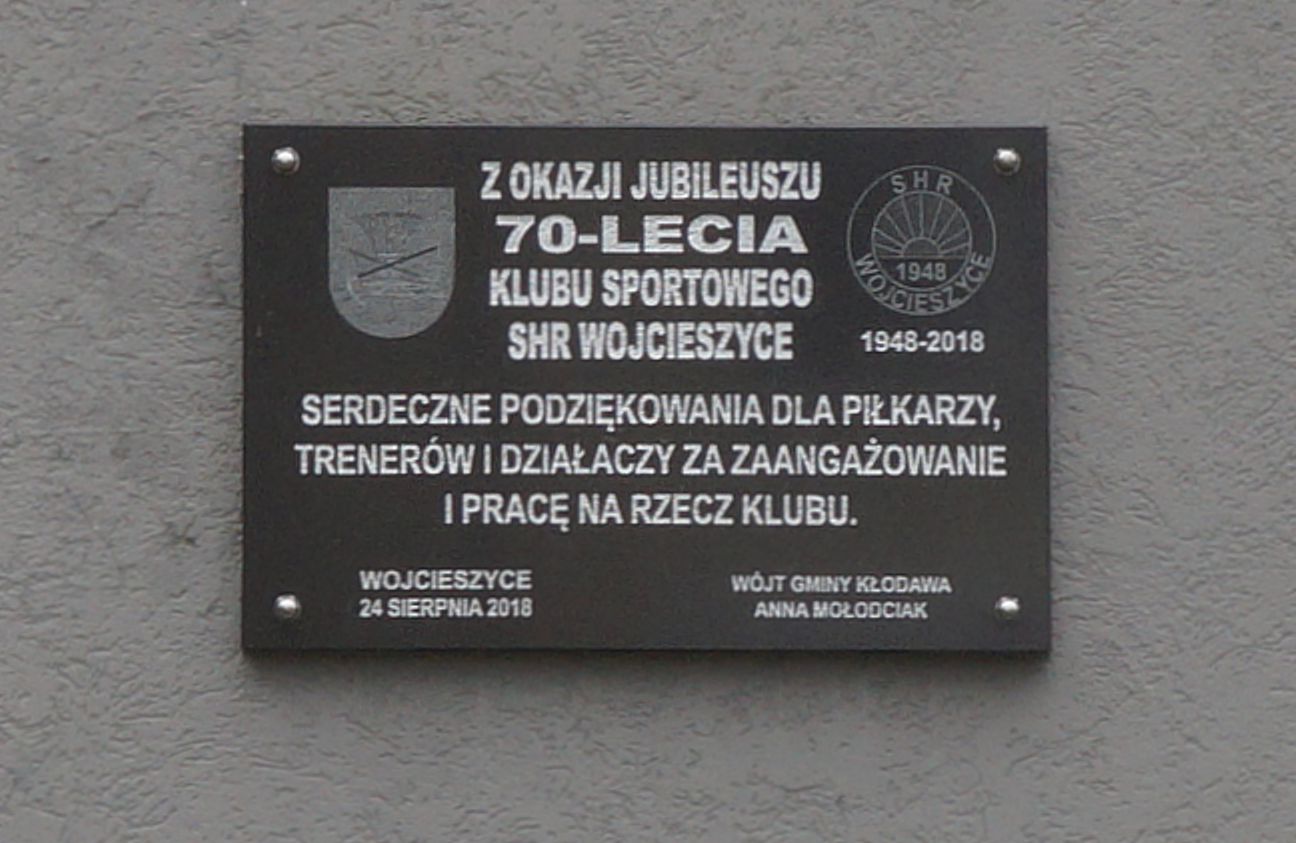 Z OKAZJI JUBILEUSZU
70-LECIA
KLUBU SPORTOWEGO
SHR WOJCIESZYCE
SHR
1948
WOJCIESZYCE
1948-2018
SERDECZNE PODZIĘKOWANIA DLA PIŁKARZY,
TRENERÓW I DZIAŁACZY ZA ZAANGAŻOWANIE
I PRACĘ NA RZECZ KLUBU.
WOJCIESZYCE
24 SIERPNIA 2018
WÓJT GMINY KŁODAWA
ANNA MOŁODCIAK